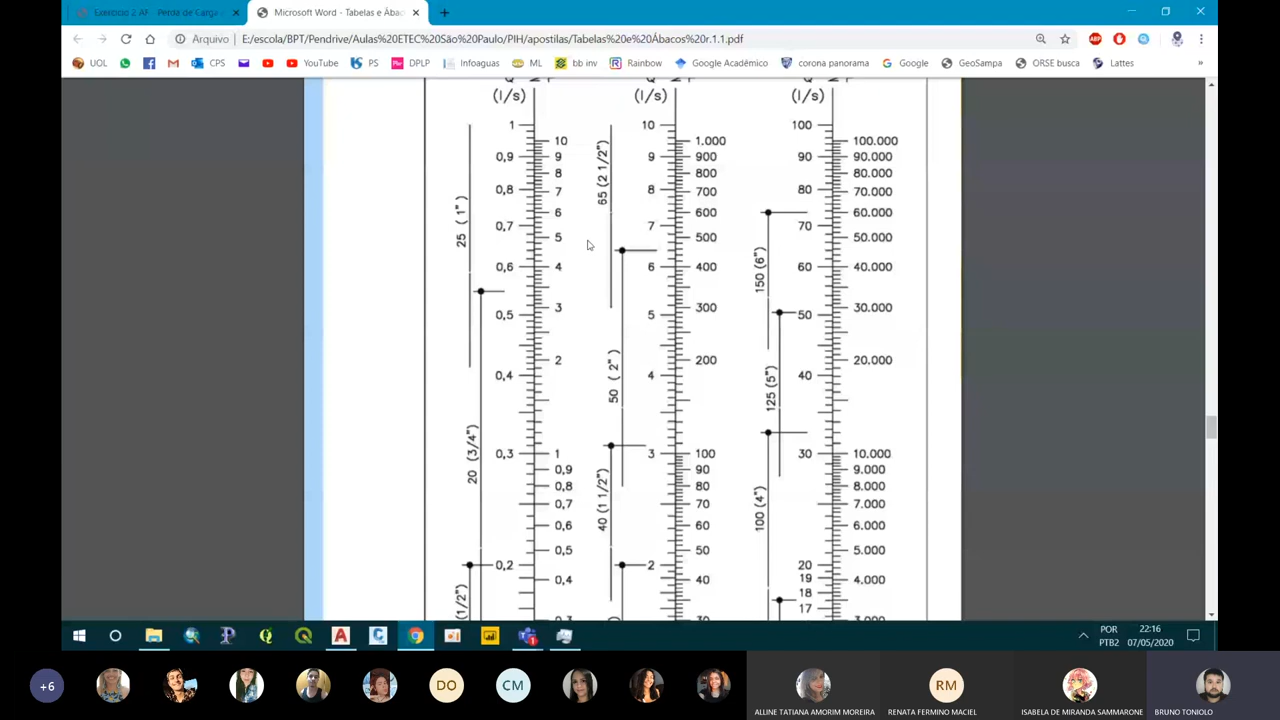 Exercicio 2 AF - Perda de Carga
Microsoft Word - Tabelas e Ábac
Arquivo
E:/escola/BPT/Pendrive/Aulas%20ETEC%20São%20Paulo/PIH/apostilas/Tabelas%20e%20Ábacos%20r.1.1.pdf
ABP
UOL
CPS
YouTube
PS
DPLP
Infoaguas
ML
bb inv
Rainbow
Google Acadêmico
corona panorama
Google
GeoSampa
ORSE busca
Lattes
»
(l/s) (l/s) (l/s)
1
0,9
0,8
0,7
0,6
0,5
0,4
0,3
0,2
10
9
8
7
6
5
4
3
2
1
0,9
0,8
0,7
0,6
0,5
0,4
25 ( 1")
20 (3/4")
(1/2")
10
9
8
7
6
5
4
3
2
1.000
900
800
700
600
500
400
300
200
100
90
80
70
60
50
40
65 (2 1/2")
50 ( 2" )
40 (1 1/2")
100
90
80
70
60
50
40
30
20
19
18
17
100.000
90.000
80.000
70.000
60.000
50.000
40.000
30.000
20.000
10.000
9.000
8.000
7.000
6.000
5.000
4.000
150 (6")
125 (5")
100 (4")
POR
PTB2
22:16
07/05/2020
+6
DO
CM
RM
ALLINE TATIANA AMORIM MOREIRA
RENATA FERMINO MACIEL
ISABELA DE MIRANDA SAMMARONE
BRUNO TONIOLO